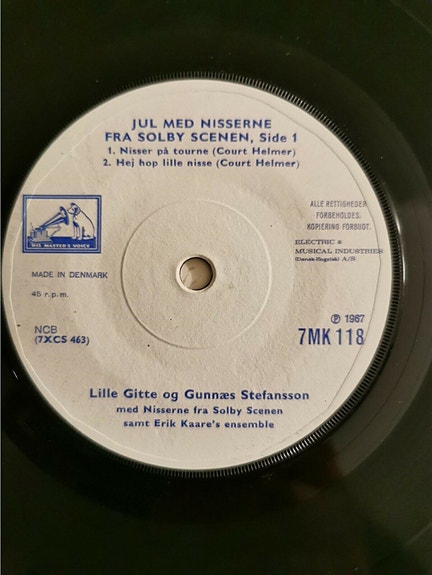 JUL MED NISSERNE
FRA SOLBY SCENEN, Side 1
1. Nisser på tourne (Court Helmer)
2. Hej hop lille nisse (Court Helmer)
HIS MASTER'S VOICE
ALLE RETTIGHEDER
FORBEHOLDES.
KOPIERING FORBUDT.
ELECTRIC &
MUSICAL INDUSTRIES
(Dansk-Engelsk) A/S
MADE IN DENMARK
45 r.p.m.
NCB
(7XCS 463)
℗ 1967
7MK 118
Lille Gitte og Gunnæs Stefansson
med Nisserne fra Solby Scenen
samt Erik Kaare's ensemble